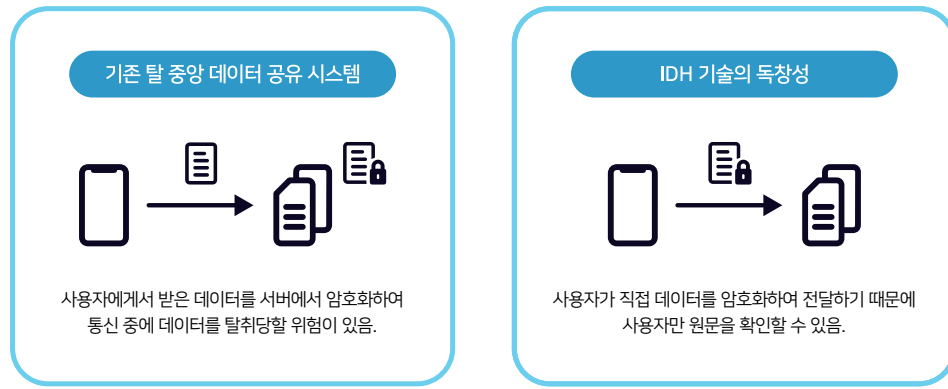 기존 탈 중앙 데이터 공유 시스템
사용자에게서 받은 데이터를 서버에서 암호화하여
통신 중에 데이터를 탈취당할 위험이 있음.
IDH 기술의 독창성
사용자가 직접 데이터를 암호화하여 전달하기 때문에
사용자만 원문을 확인할 수 있음.